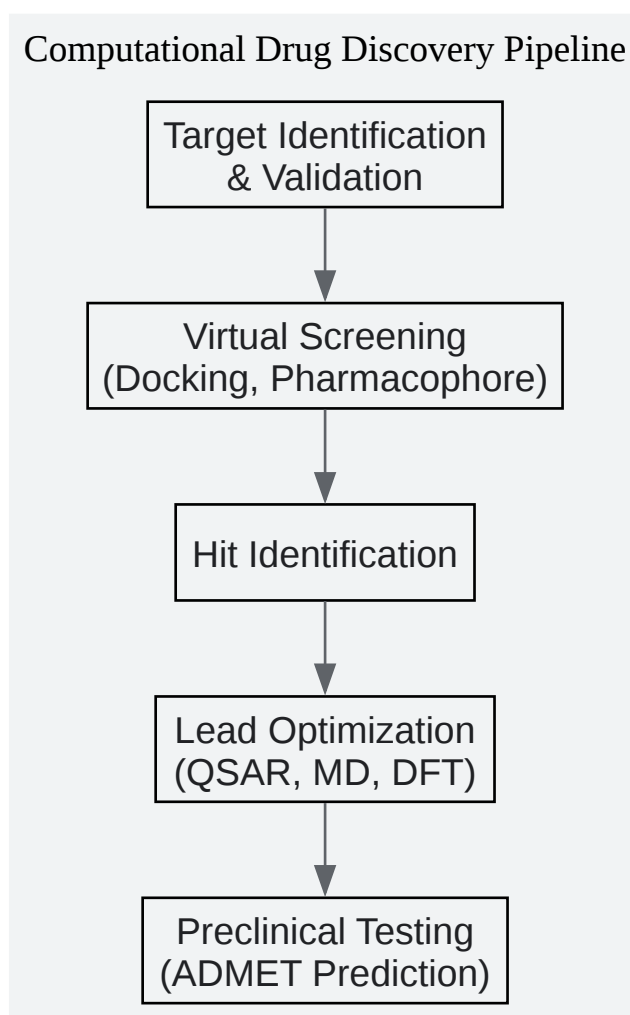 Computational Drug Discovery Pipeline
Target Identification
& Validation
Virtual Screening
(Docking, Pharmacophore)
Hit Identification
Lead Optimization
(QSAR, MD, DFT)
Preclinical Testing
(ADMET Prediction)